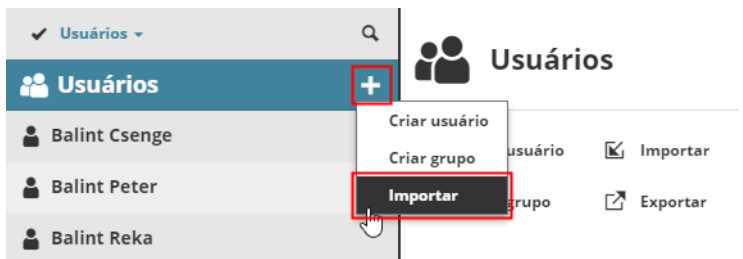 Usuários
Usuários
Balint Csenge
Balint Peter
Balint Reka
Criar usuário
Criar grupo
Importar
Usuários
usuário
Importar
grupo
Exportar